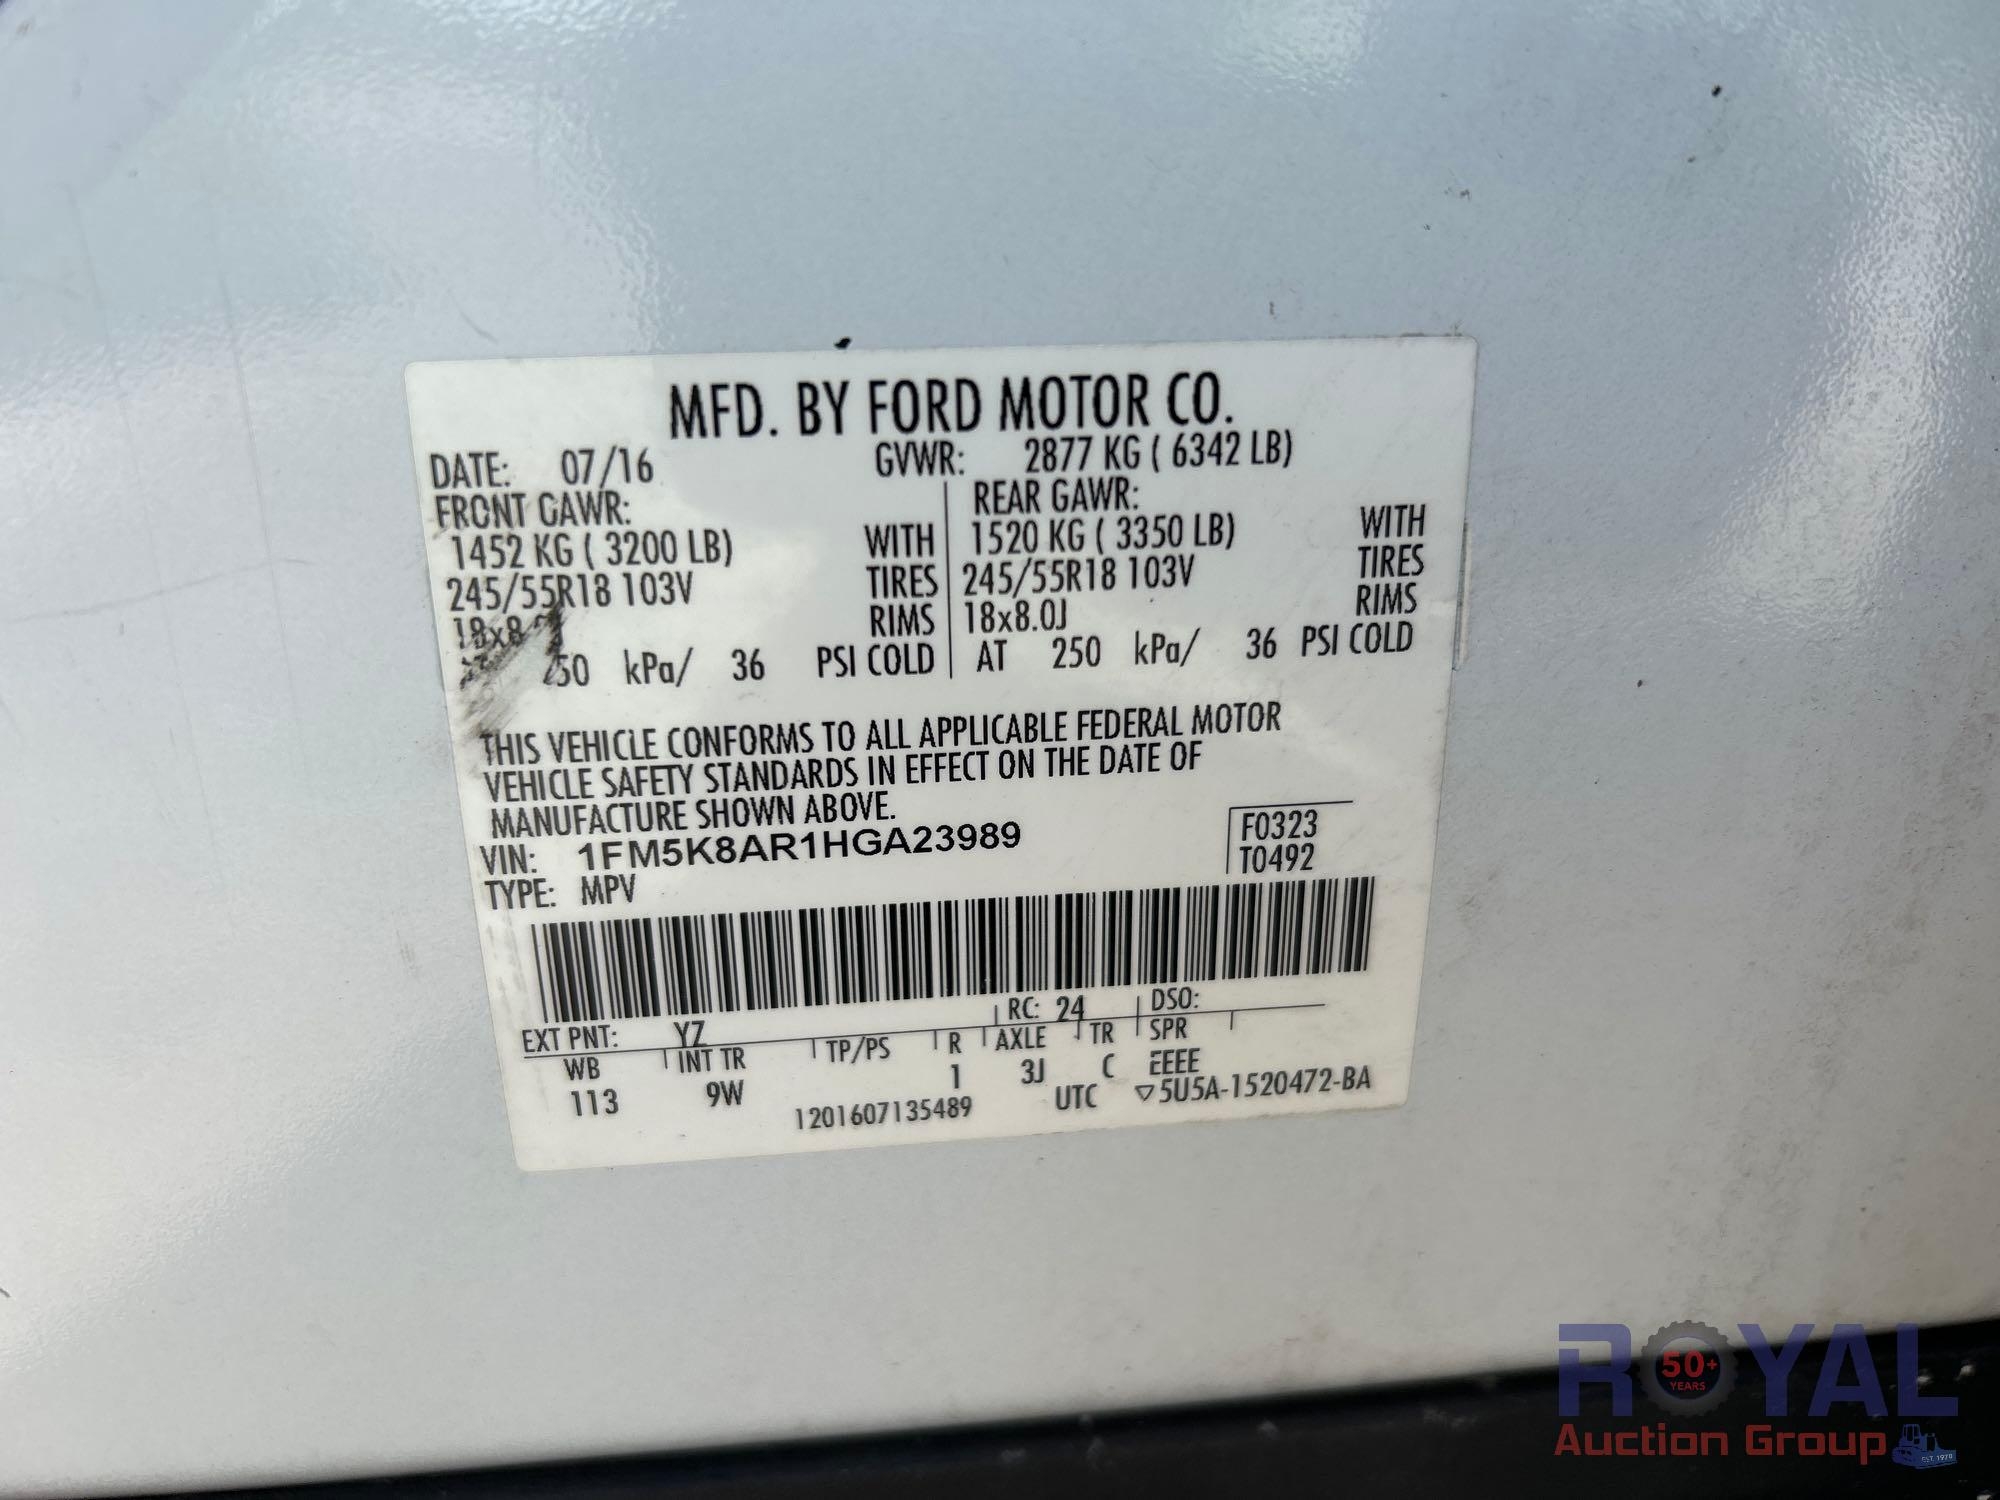 MFD. BY FORD MOTOR CO.
DATE: 07/16 GVWR: 2877 KG ( 6342 LB)
FRONT GAWR: REAR GAWR:
1452 KG ( 3200 LB) WITH 1520 KG ( 3350 LB) WITH
245/55R18 103V TIRES 245/55R18 103V TIRES
RIMS 18x8.0J RIMS
kPa/ 36 PSI COLD AT 250 kPa/ 36 PSI COLD
THIS VEHICLE CONFORMS TO ALL APPLICABLE FEDERAL MOTOR
VEHICLE SAFETY STANDARDS IN EFFECT ON THE DATE OF
MANUFACTURE SHOWN ABOVE.
VIN: 1FM5K8AR1HGA23989 F0323
TYPE: MPV T0492
RC: 24 DSO:
EXT PNT: YZ
WB INT TR TP/PS R AXLE TR SPR
113 9W 1 3J C EEEE
1201607135489 UTC ▽5U5A-1520472-BA
ROYAL
50+
YEARS
Auction Group
EST. 1970